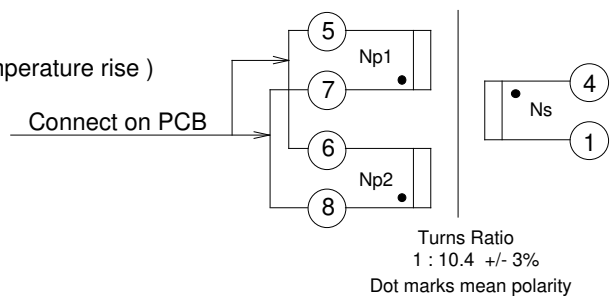 5
Np1
7
4
Ns
1
mperature rise )
Connect on PCB
6
Np2
8
Turns Ratio
1 : 10.4 +/- 3%
Dot marks mean polarity